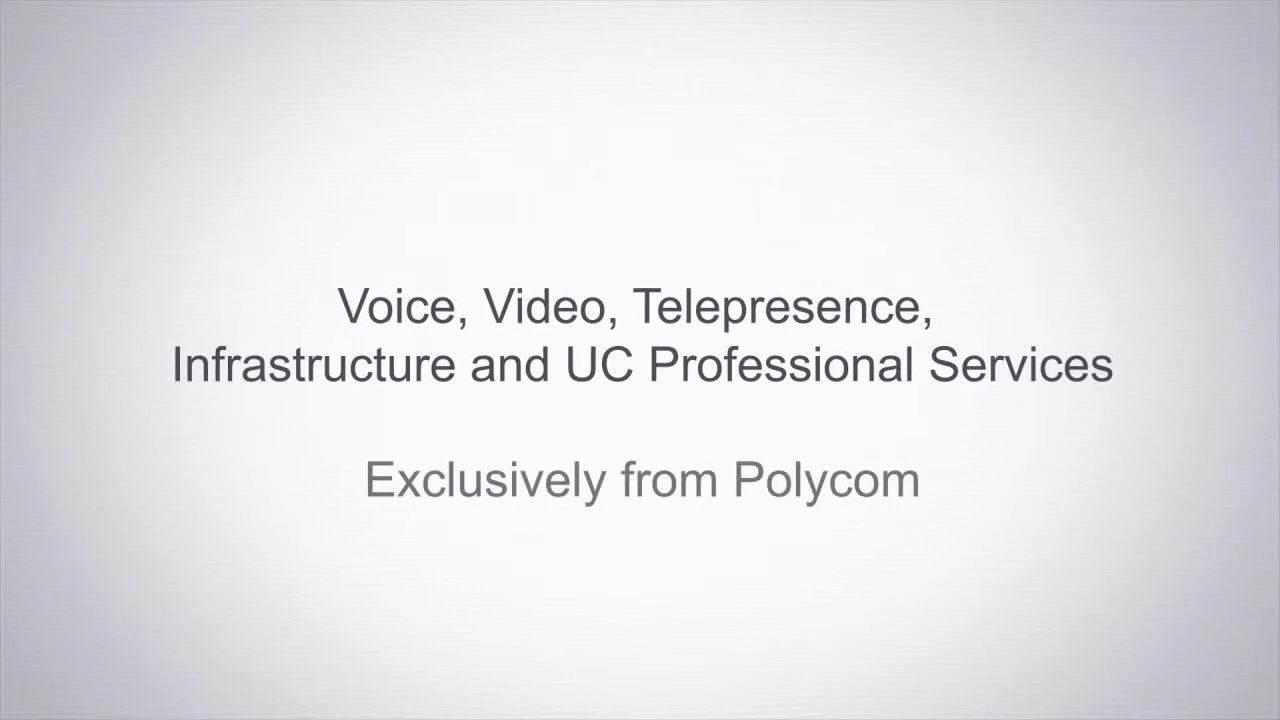 Voice, Video, Telepresence,
Infrastructure and UC Professional Services
Exclusively from Polycom